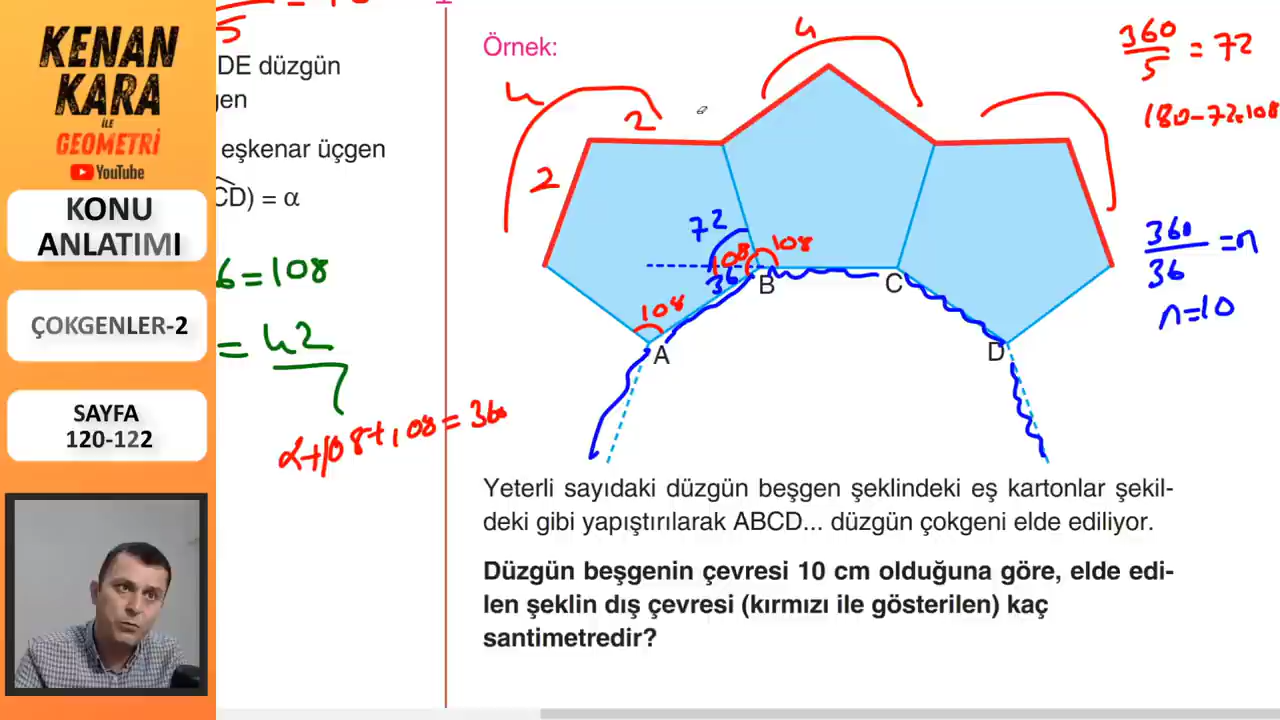 KENAN
KARA
İLE
GEOMETRİ
YouTube
KONU
ANLATIMI
ÇOKGENLER-2
SAYFA
120-122
5
DE düzgün
gen
eşkenar üçgen
CD) = α
6=108
= 42
α+108+108=360
Örnek:
4
4
2
2
72
108
108
36
108
A
B
C
D
360
5
= 72
180-72=108
360
36
=n
n=10
Yeterli sayıdaki düzgün beşgen şeklindeki eş kartonlar şekil-
deki gibi yapıştırılarak ABCD... düzgün çokgeni elde ediliyor.
Düzgün beşgenin çevresi 10 cm olduğuna göre, elde edi-
len şeklin dış çevresi (kırmızı ile gösterilen) kaç
santimetredir?